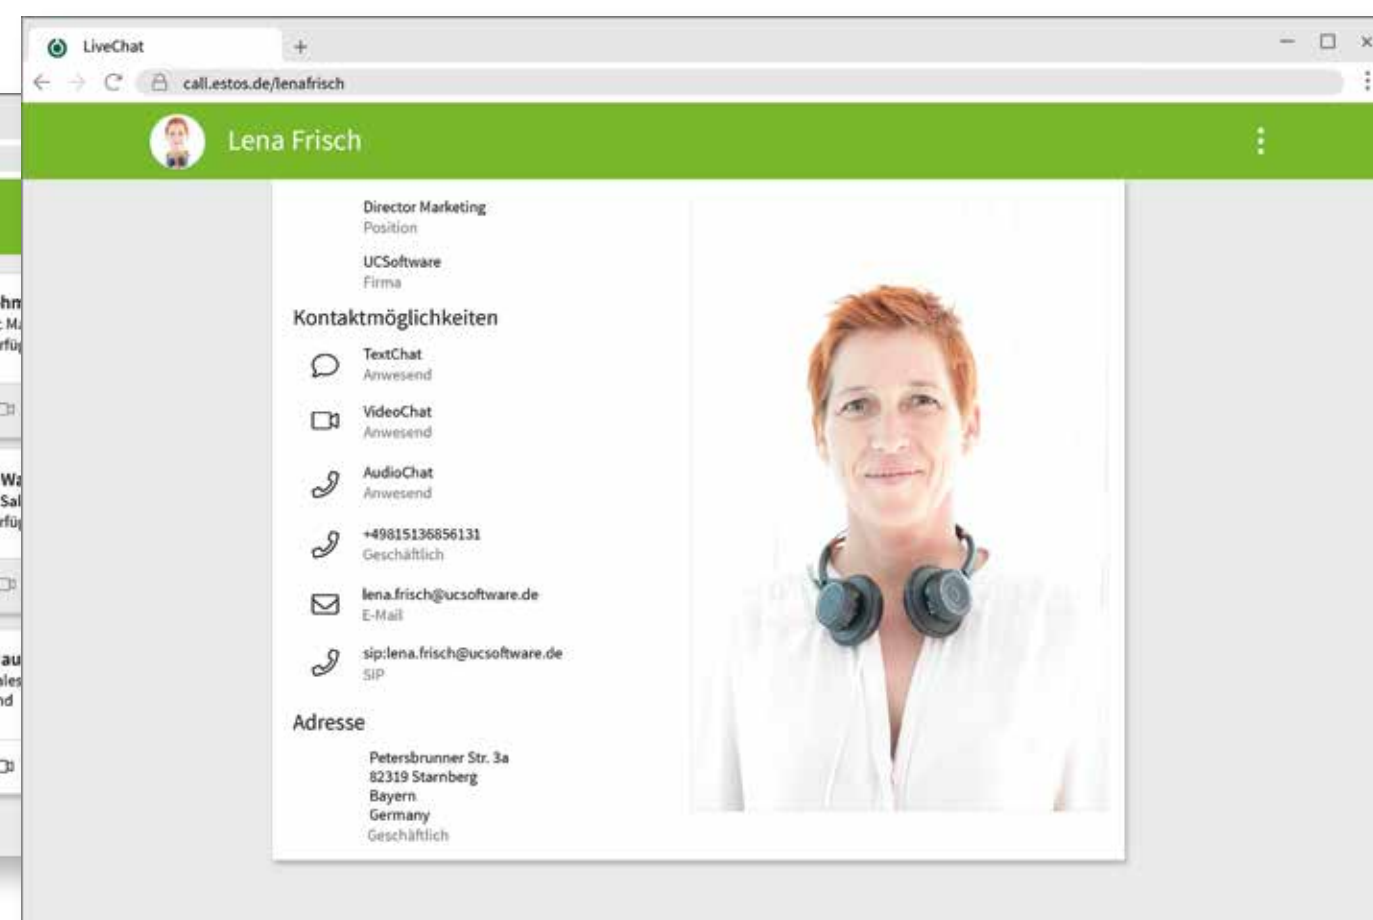 LiveChat
call.estos.de/lenafrisch
Lena Frisch
Director Marketing
Position
UCSoftware
Firma
Kontaktmöglichkeiten
TextChat
Anwesend
VideoChat
Anwesend
AudioChat
Anwesend
+49815136856131
Geschäftlich
lena.frisch@ucsoftware.de
E-Mail
sip:lena.frisch@ucsoftware.de
SIP
Adresse
Petersbrunner Str. 3a
82319 Starnberg
Bayern
Germany
Geschäftlich